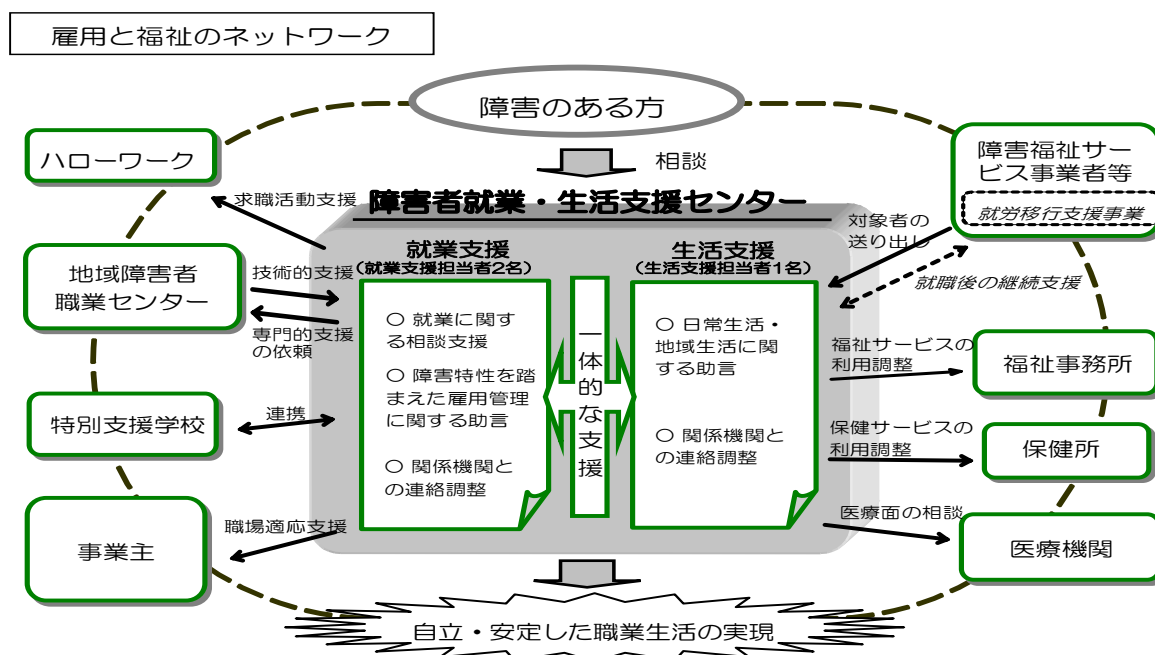 雇用と福祉のネットワーク
障害のある方
相談
ハローワーク
求職活動支援
地域障害者
職業センター
技術的支援
専門的支援
の依頼
特別支援学校
連携
事業主
職場適応支援
障害者就業・生活支援センター
就業支援
(就業支援担当者2名)
○ 就業に関す
る相談支援
○ 障害特性を踏
まえた雇用管理
に関する助言
○ 関係機関と
の連絡調整
一体的な支援
生活支援
(生活支援担当者1名)
○ 日常生活・
地域生活に関
する助言
○ 関係機関と
の連絡調整
障害福祉サー
ビス事業者等
就労移行支援事業
対象者の
送り出し
就職後の継続支援
福祉サービスの
利用調整
福祉事務所
保健サービスの
利用調整
保健所
医療面の相談
医療機関
自立・安定した職業生活の実現